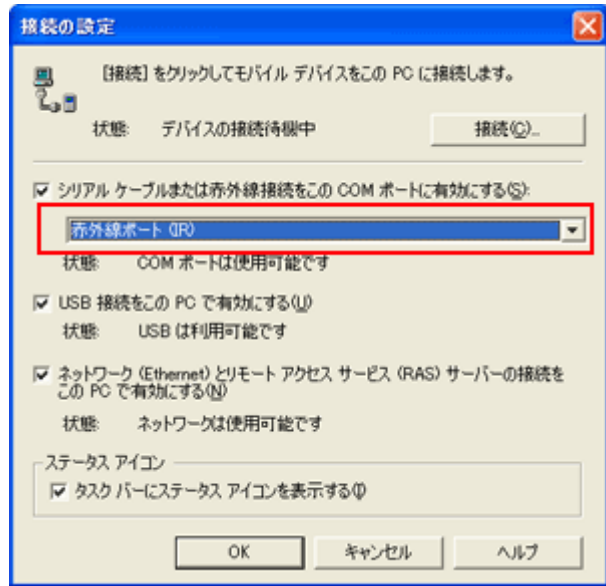 接続の設定
[接続] をクリックしてモバイル デバイスをこの PC に接続します。
状態: デバイスの接続待機中 接続(C)...
シリアル ケーブルまたは赤外線接続をこの COM ポートに有効にする(S):
赤外線ポート (IR)
状態: COM ポートは使用可能です
USB 接続をこの PC で有効にする(U)
状態: USB は利用可能です
ネットワーク (Ethernet) とリモート アクセス サービス (RAS) サーバーの接続を
この PC で有効にする(N)
状態: ネットワークは使用可能です
ステータス アイコン
タスク バーにステータス アイコンを表示する(I)
OK キャンセル ヘルプ